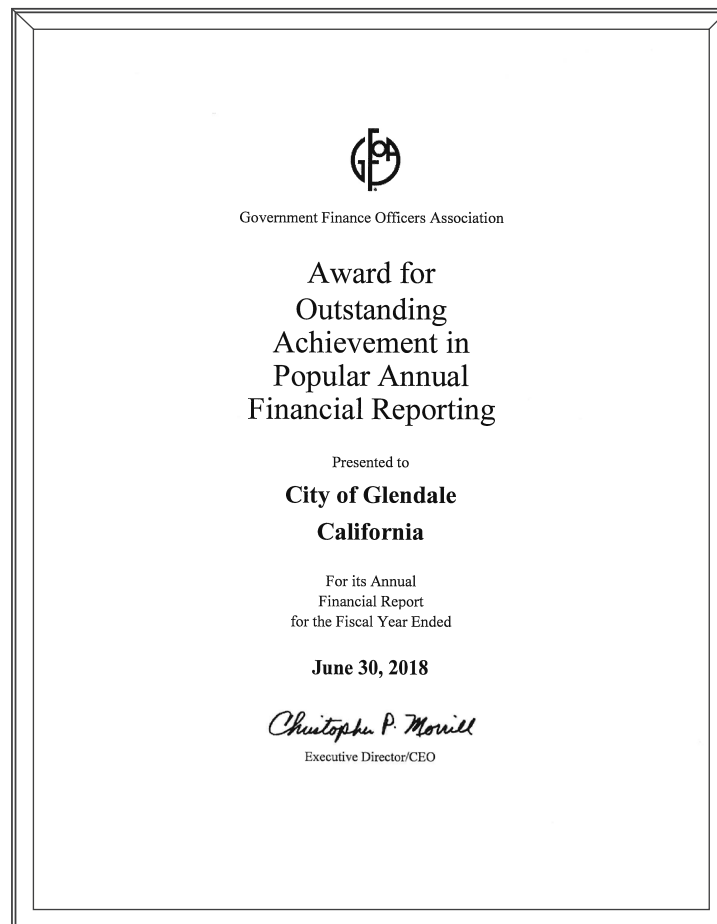 GFOA
Government Finance Officers Association
Award for
Outstanding
Achievement in
Popular Annual
Financial Reporting
Presented to
City of Glendale
California
For its Annual
Financial Report
for the Fiscal Year Ended
June 30, 2018
Christopher P. Morrill
Executive Director/CEO